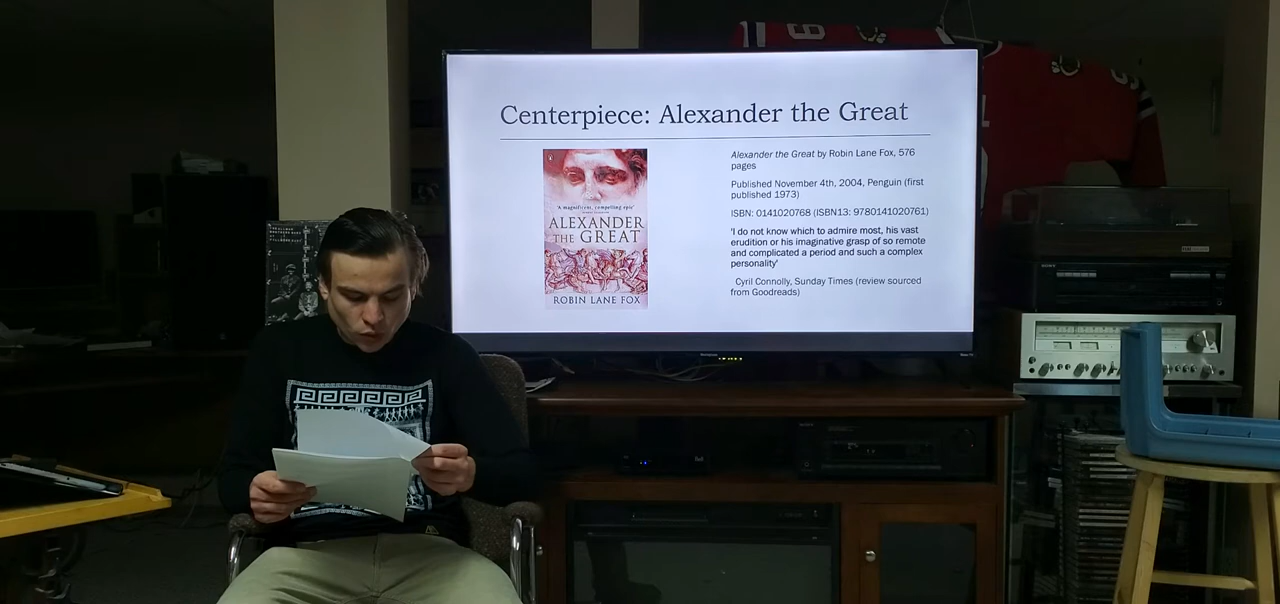 Centerpiece: Alexander the Great
'A magnificent, compelling epic'
ALEXANDER
THE GREAT
ROBIN LANE FOX
Alexander the Great by Robin Lane Fox, 576
pages
Published November 4th, 2004, Penguin (first
published 1973)
ISBN: 0141020768 (ISBN13: 9780141020761)
'I do not know which to admire most, his vast
erudition or his imaginative grasp of so remote
and complicated a period and such a complex
personality'
Cyril Connolly, Sunday Times (review sourced
from Goodreads)
SONY